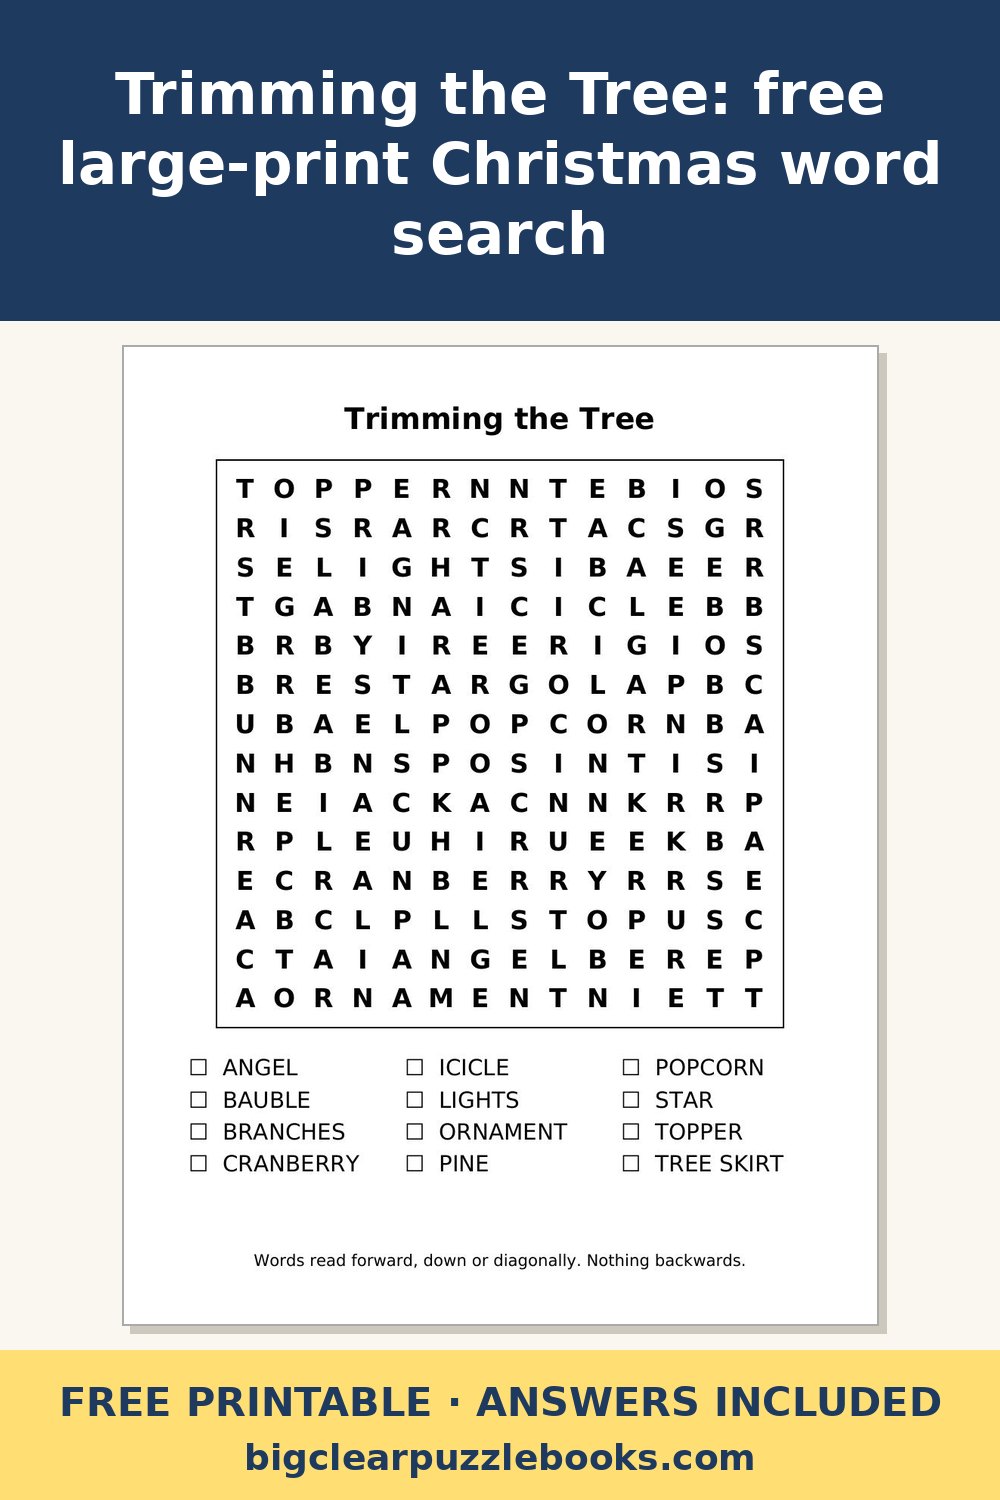 Trimming the Tree: free
large-print Christmas word
search
Trimming the Tree
T O P P E R N N T E B I O S
R I S R A R C R T A C S G R
S E L I G H T S I B A E E R
T G A B N A I C I C L E B B
B R B Y I R E E R I G I O S
B R E S T A R G O L A P B C
U B A E L P O P C O R N B A
N H B N S P O S I N T I S I
N E I A C K A C N N K R R P
R P L E U H I R U E E K B A
E C R A N B E R R Y R R S E
A B C L P L L S T O P U S C
C T A I A N G E L B E R E P
A O R N A M E N T N I E T T
☐ ANGEL ☐ ICICLE ☐ POPCORN
☐ BAUBLE ☐ LIGHTS ☐ STAR
☐ BRANCHES ☐ ORNAMENT ☐ TOPPER
☐ CRANBERRY ☐ PINE ☐ TREE SKIRT
Words read forward, down or diagonally. Nothing backwards.
FREE PRINTABLE · ANSWERS INCLUDED
bigclearpuzzlebooks.com